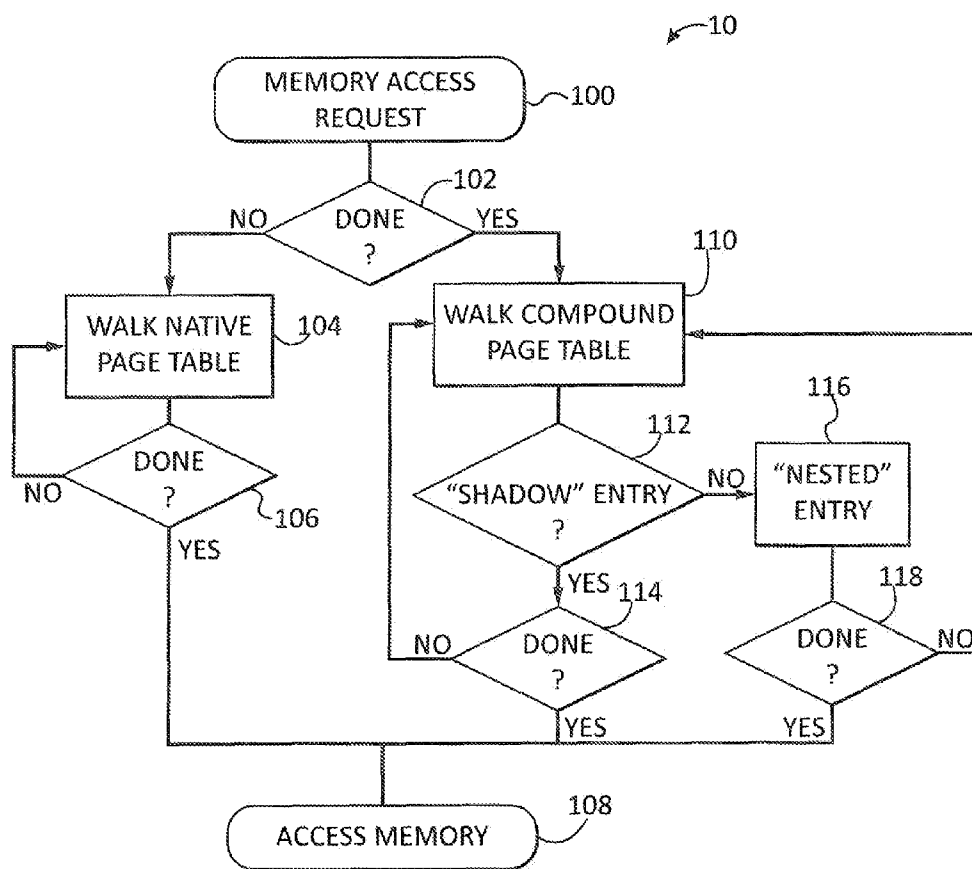 10
MEMORY ACCESS
REQUEST
100
102
DONE
?
NO
YES
110
WALK NATIVE
PAGE TABLE
104
WALK COMPOUND
PAGE TABLE
116
112
DONE
?
NO
106
YES
"SHADOW" ENTRY
?
NO
"NESTED"
ENTRY
YES
114
118
NO
DONE
?
DONE
?
NO
YES
YES
ACCESS MEMORY
108